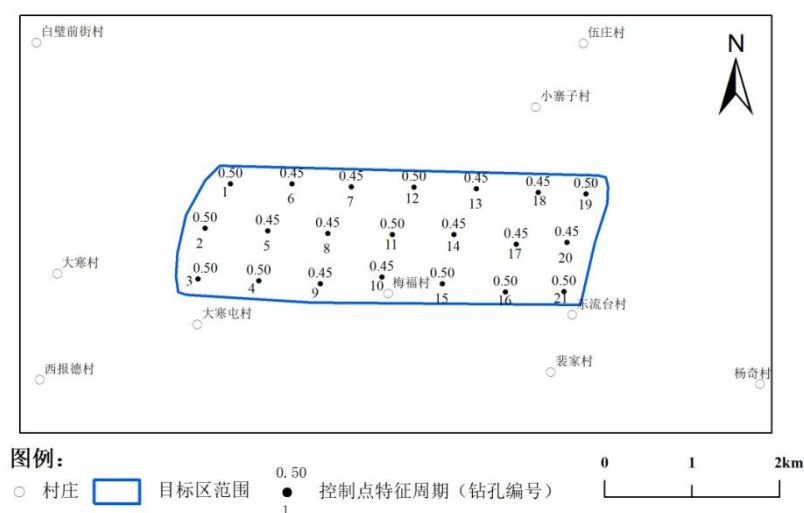 白璧前街村
伍庄村
N
小寨子村
0.50 0.45 0.45 0.50 0.45 0.45 0.50
1 6 7 12 13 18 19
0.50 0.45 0.45 0.50 0.45 0.45 0.45
2 5 8 11 14 17 20
大寒村
0.50 0.50 0.45 0.45 0.50 0.50 0.50
3 4 9 10 15 16 21
梅福村
大寒屯村
东流台村
西报德村
裴家村
杨奇村
图例：
0.50
村庄 目标区范围 控制点特征周期（钻孔编号）
1
0 1 2km